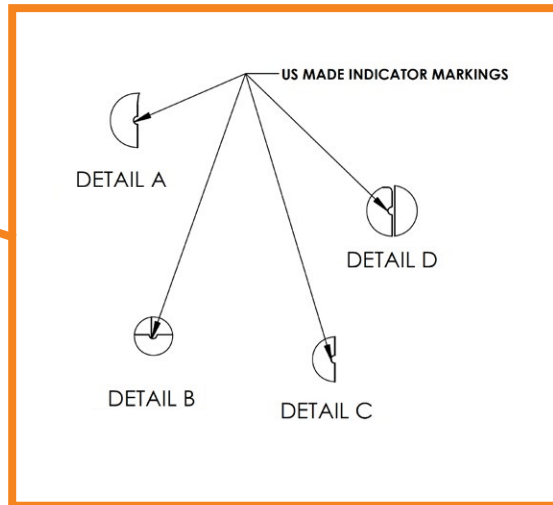 US MADE INDICATOR MARKINGS
DETAIL A
DETAIL D
DETAIL B
DETAIL C